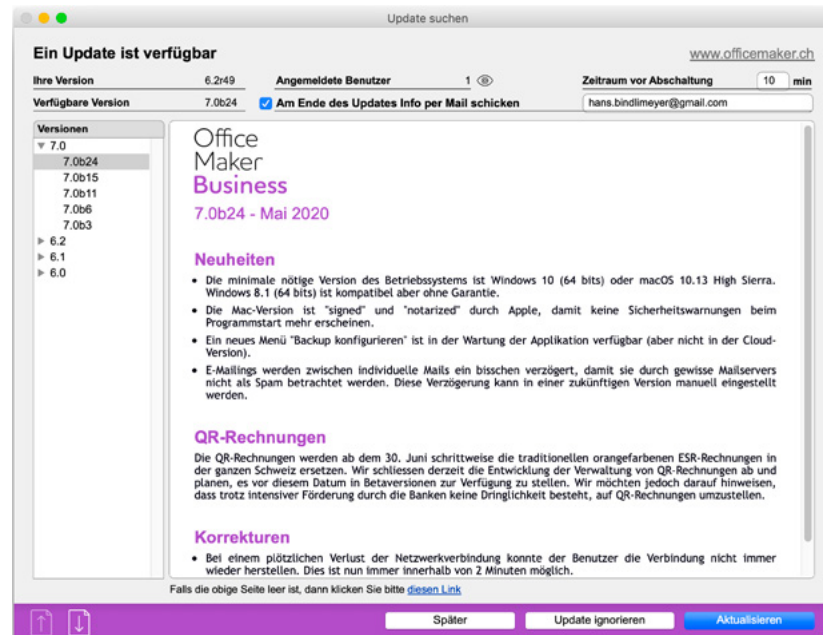 Update suchen
Ein Update ist verfügbar
www.officemaker.ch
Ihre Version 6.2r49 Angemeldete Benutzer 1 Zeitraum vor Abschaltung 10 min
Verfügbare Version 7.0b24 Am Ende des Updates Info per Mail schicken hans.bindlimeyer@gmail.com
Versionen
7.0
7.0b24
7.0b15
7.0b11
7.0b6
7.0b3
6.2
6.1
6.0
Office
Maker
Business
7.0b24 - Mai 2020
Neuheiten
• Die minimale nötige Version des Betriebssystems ist Windows 10 (64 bits) oder macOS 10.13 High Sierra.
Windows 8.1 (64 bits) ist kompatibel aber ohne Garantie.
• Die Mac-Version ist "signed" und "notarized" durch Apple, damit keine Sicherheitswarnungen beim
Programmstart mehr erscheinen.
• Ein neues Menü "Backup konfigurieren" ist in der Wartung der Applikation verfügbar (aber nicht in der Cloud-
Version).
• E-Mailings werden zwischen individuelle Mails ein bisschen verzögert, damit sie durch gewisse Mailservers
nicht als Spam betrachtet werden. Diese Verzögerung kann in einer zukünftigen Version manuell eingestellt
werden.
QR-Rechnungen
Die QR-Rechnungen werden ab dem 30. Juni schrittweise die traditionellen orangefarbenen ESR-Rechnungen in
der ganzen Schweiz ersetzen. Wir schliessen derzeit die Entwicklung der Verwaltung von QR-Rechnungen ab und
planen, es vor diesem Datum in Betaversionen zur Verfügung zu stellen. Wir möchten jedoch darauf hinweisen,
dass trotz intensiver Förderung durch die Banken keine Dringlichkeit besteht, auf QR-Rechnungen umzustellen.
Korrekturen
• Bei einem plötzlichen Verlust der Netzwerkverbindung konnte der Benutzer die Verbindung nicht immer
wieder herstellen. Dies ist nun immer innerhalb von 2 Minuten möglich.
Falls die obige Seite leer ist, dann klicken Sie bitte diesen Link
Später
Update ignorieren
Aktualisieren